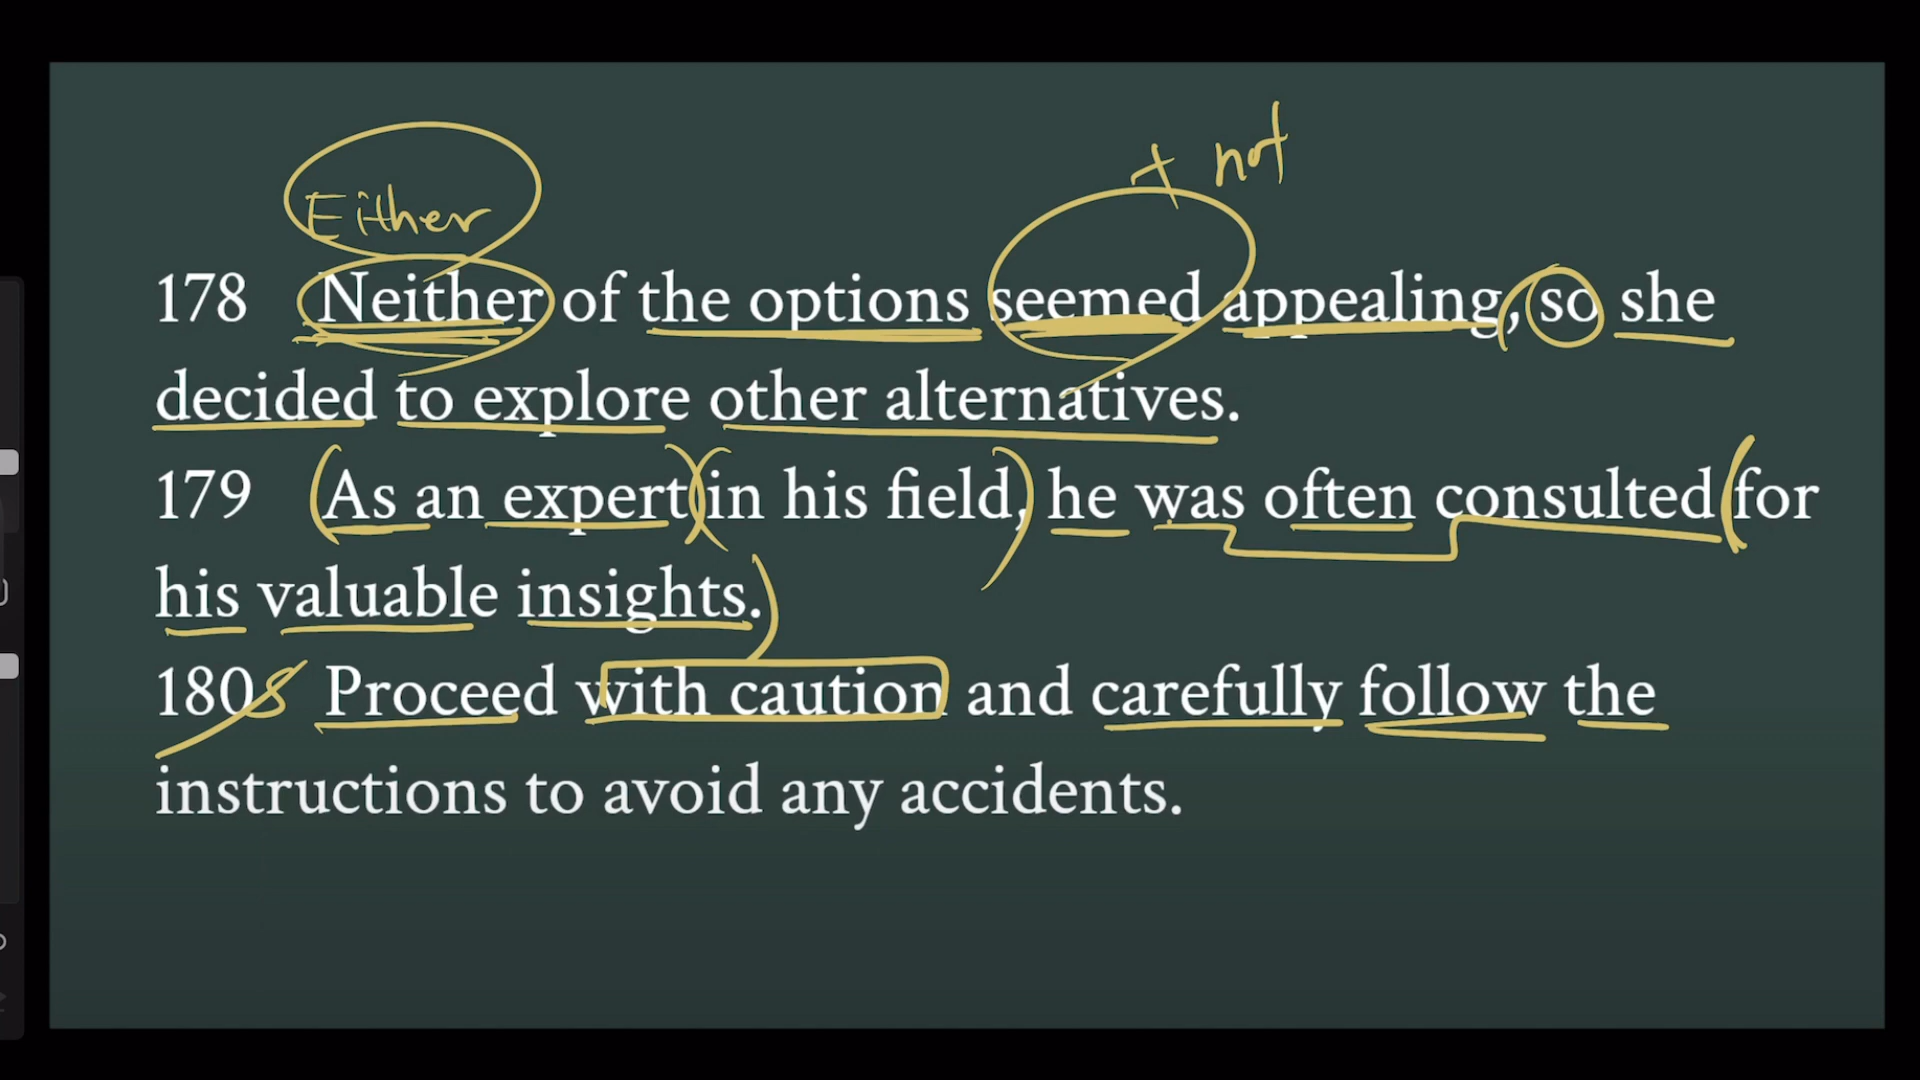 + not
Either
178 Neither of the options seemed appealing, so she
decided to explore other alternatives.
179 As an expert in his field, he was often consulted for
his valuable insights.
180 Proceed with caution and carefully follow the
instructions to avoid any accidents.